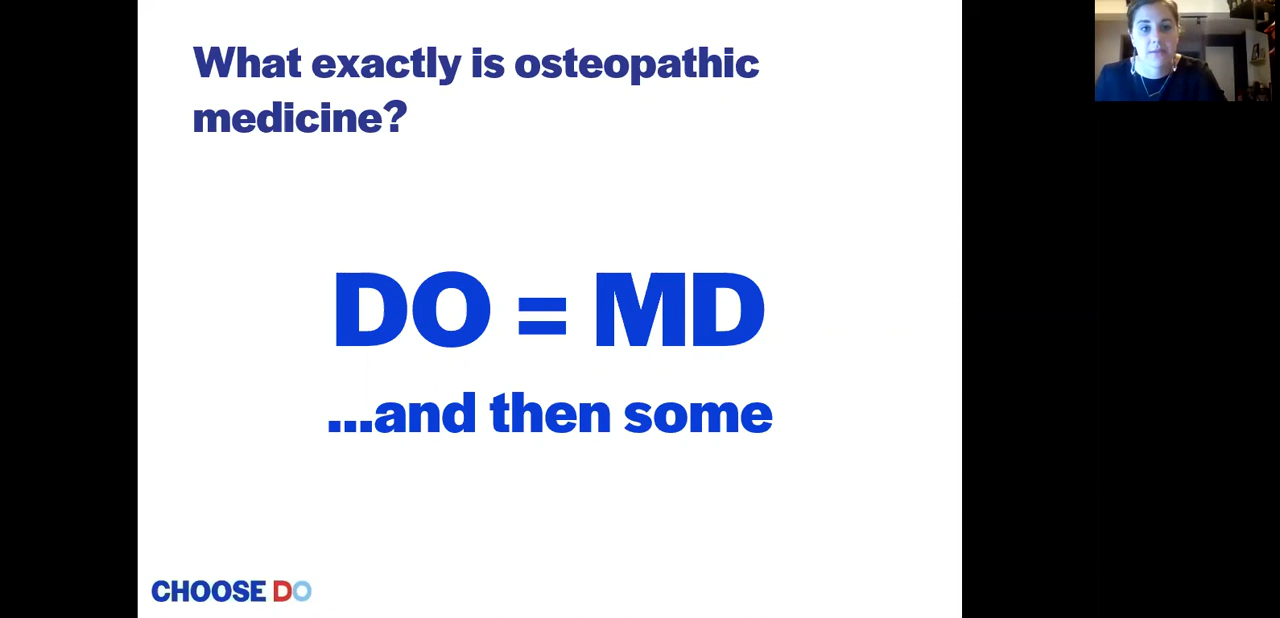 What exactly is osteopathic
medicine?
DO = MD
...and then some
CHOOSE DO